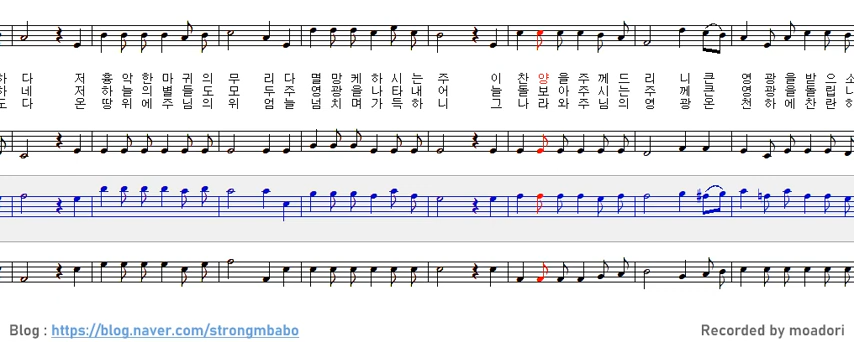 하 다 저 흉 악 한 마 귀 의 무 리 다 멸 망 케 하 시 는 주 이 찬 양 을 주 께 드 리 니 큰 영 광 을 받 으 소
하 네 저 하 늘 의 별 들 도 모 두 주 영 광 을 나 타 내 어 늘 돌 보 아 주 시 는 주 께 큰 영 광 을 돌 립 니
도 다 온 땅 위 에 주 님 의 위 엄 늘 넘 치 며 가 득 하 니 그 나 라 와 주 님 의 영 광 온 천 하 에 찬 란 하
Blog : https://blog.naver.com/strongmbabo
Recorded by moadori